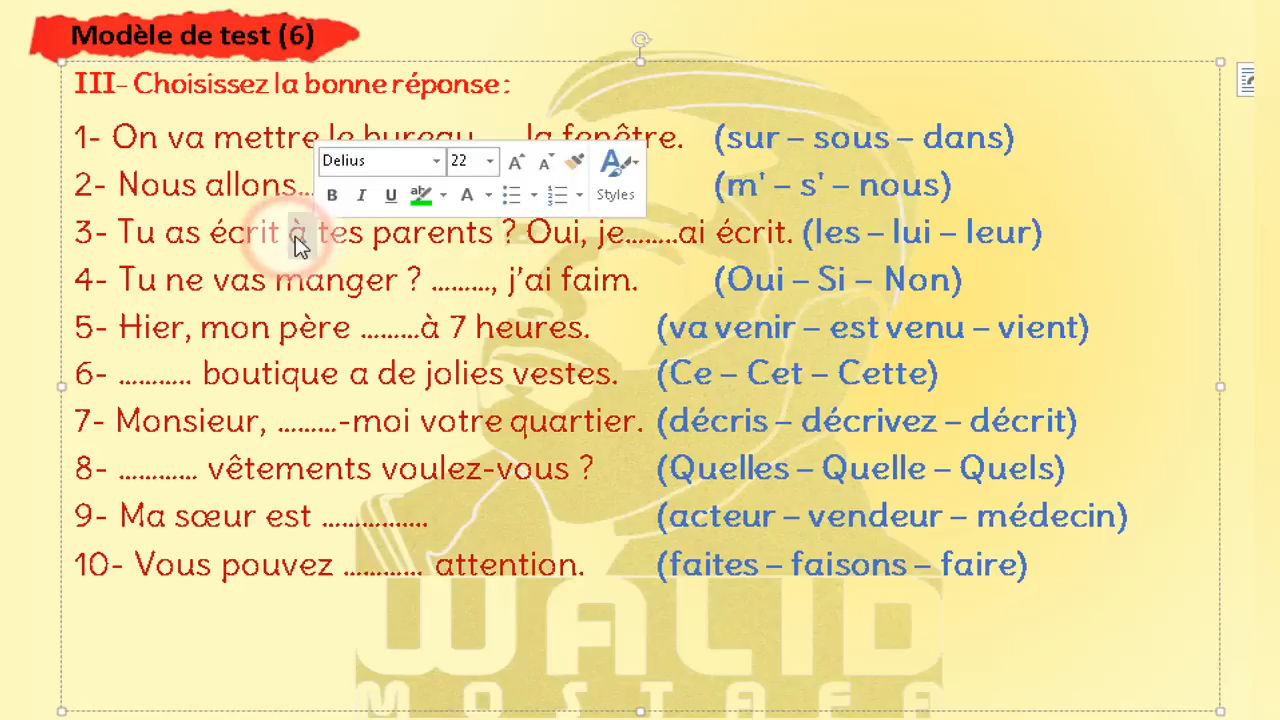 Modèle de test (6)
III- Choisissez la bonne réponse :
1- On va mettre le bureau ..... la fenêtre. (sur – sous – dans)
Delius 22
B I U ab A Styles
2- Nous allons... (m' – s' – nous)
3- Tu as écrit à tes parents ? Oui, je........ai écrit. (les – lui – leur)
4- Tu ne vas manger ? ........., j'ai faim. (Oui – Si – Non)
5- Hier, mon père .........à 7 heures. (va venir – est venu – vient)
6- ........... boutique a de jolies vestes. (Ce – Cet – Cette)
7- Monsieur, .........-moi votre quartier. (décris – décrivez – décrit)
8- ............ vêtements voulez-vous ? (Quelles – Quelle – Quels)
9- Ma sœur est ................ (acteur – vendeur – médecin)
10- Vous pouvez ............ attention. (faites – faisons – faire)
WALID
MOSTAFA